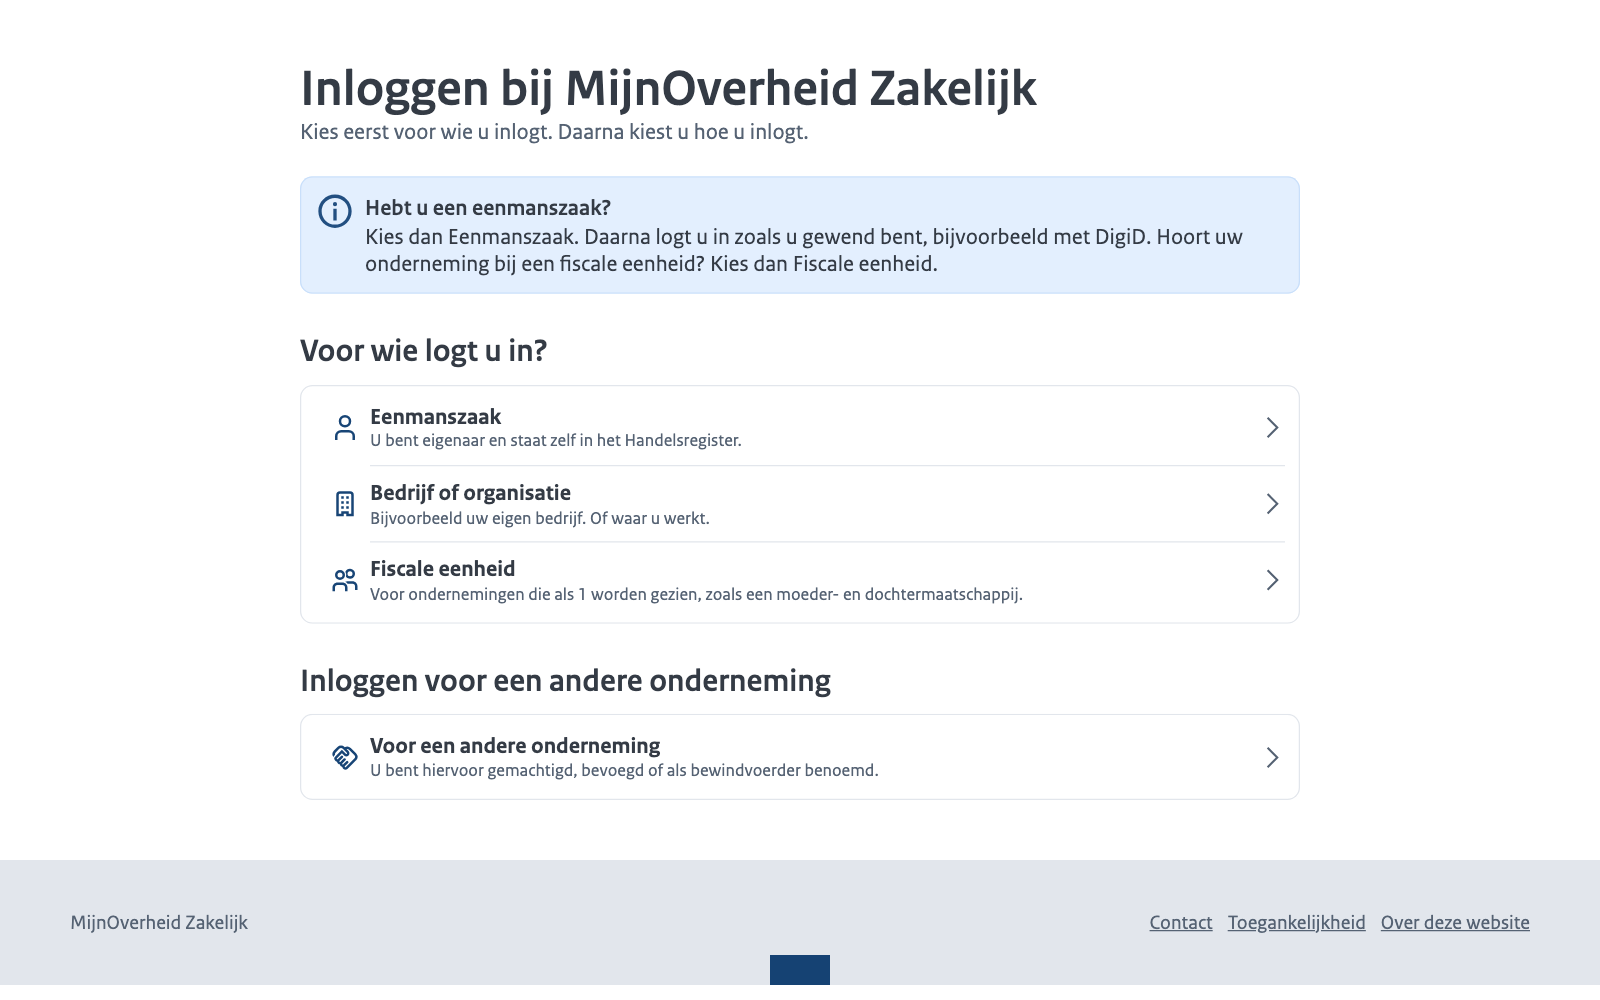 Inloggen bij MijnOverheid Zakelijk
Kies eerst voor wie u inlogt. Daarna kiest u hoe u inlogt.
Hebt u een eenmanszaak?
Kies dan Eenmanszaak. Daarna logt u in zoals u gewend bent, bijvoorbeeld met DigiD. Hoort uw
onderneming bij een fiscale eenheid? Kies dan Fiscale eenheid.
Voor wie logt u in?
Eenmanszaak
U bent eigenaar en staat zelf in het Handelsregister.
Bedrijf of organisatie
Bijvoorbeeld uw eigen bedrijf. Of waar u werkt.
Fiscale eenheid
Voor ondernemingen die als 1 worden gezien, zoals een moeder- en dochtermaatschappij.
Inloggen voor een andere onderneming
Voor een andere onderneming
U bent hiervoor gemachtigd, bevoegd of als bewindvoerder benoemd.
MijnOverheid Zakelijk
Contact Toegankelijkheid Over deze website